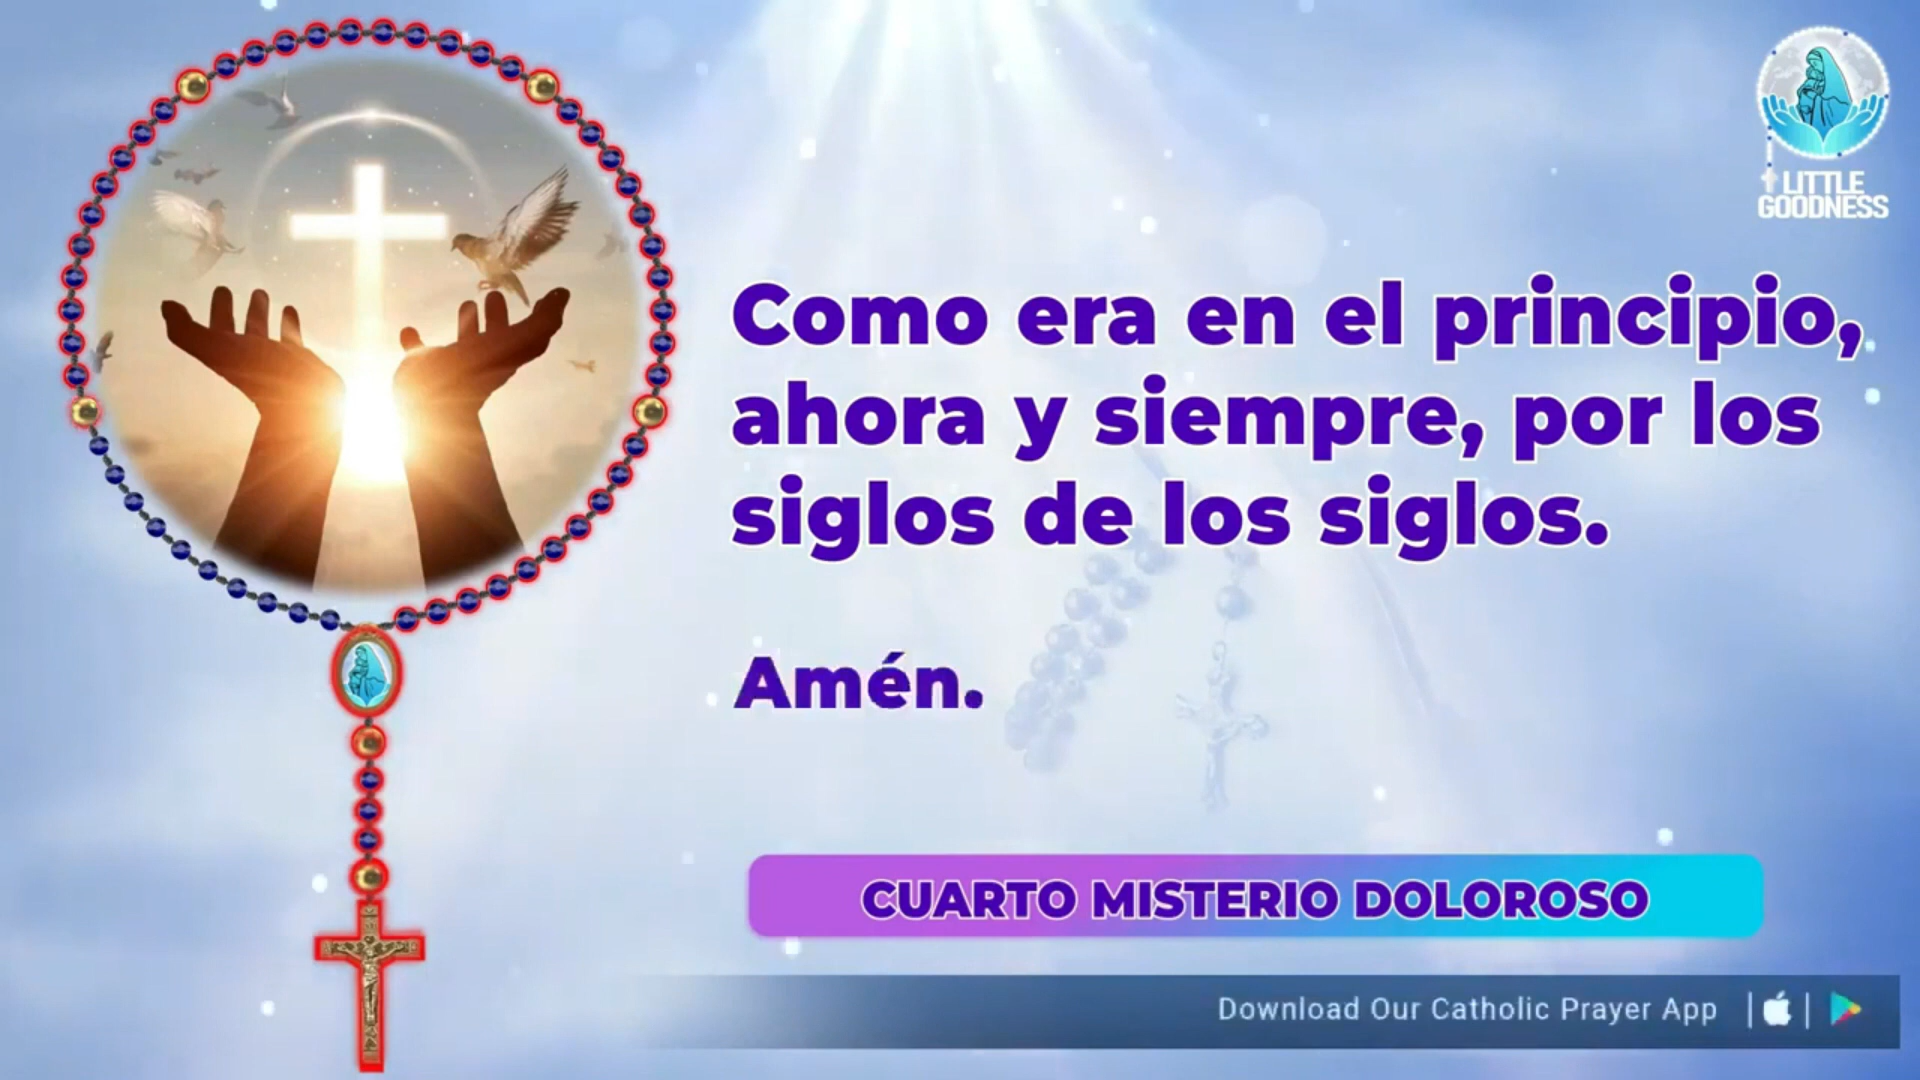 LITTLE
GOODNESS
Como era en el principio,
ahora y siempre, por los
siglos de los siglos.
Amén.
CUARTO MISTERIO DOLOROSO
Download Our Catholic Prayer App